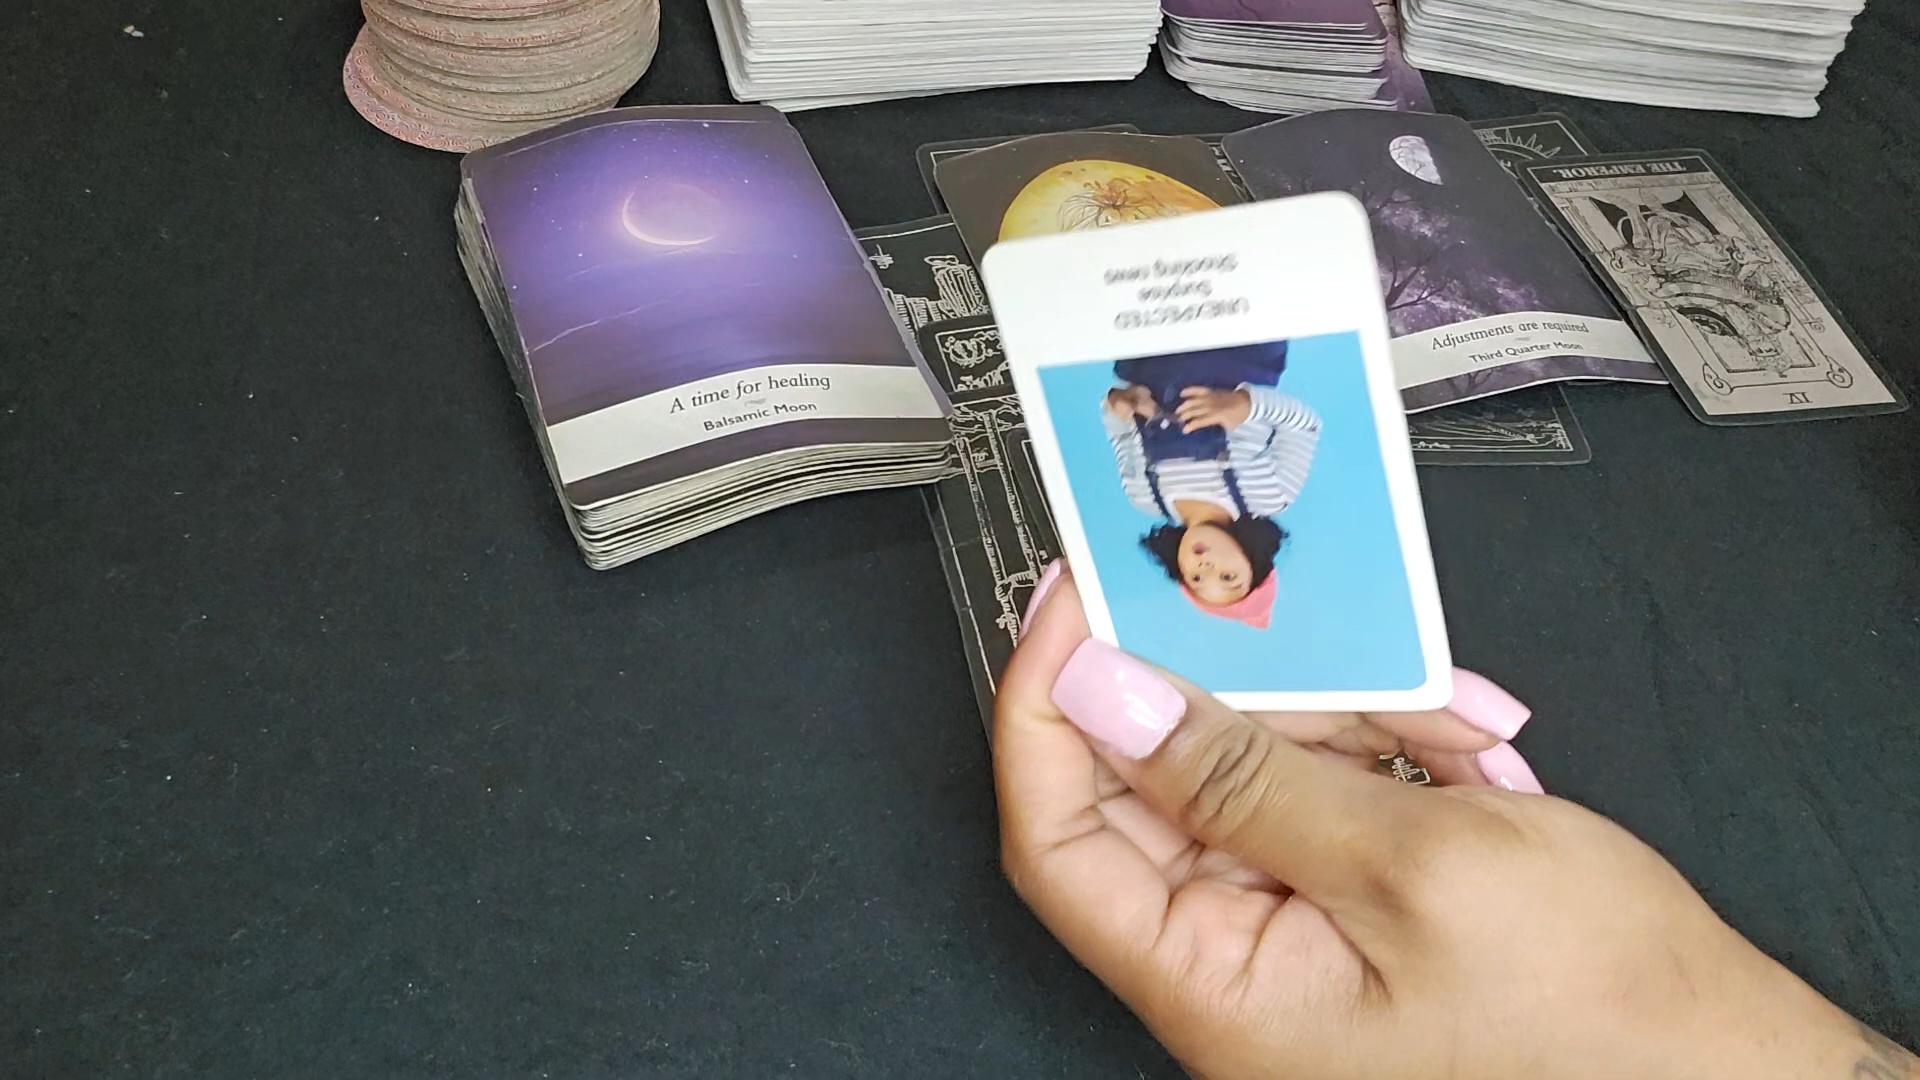 A time for healing
Balsamic Moon
UNEXPECTED
Surprise
Shocking news
Adjustments are required
Third Quarter Moon
THE EMPEROR.
IV